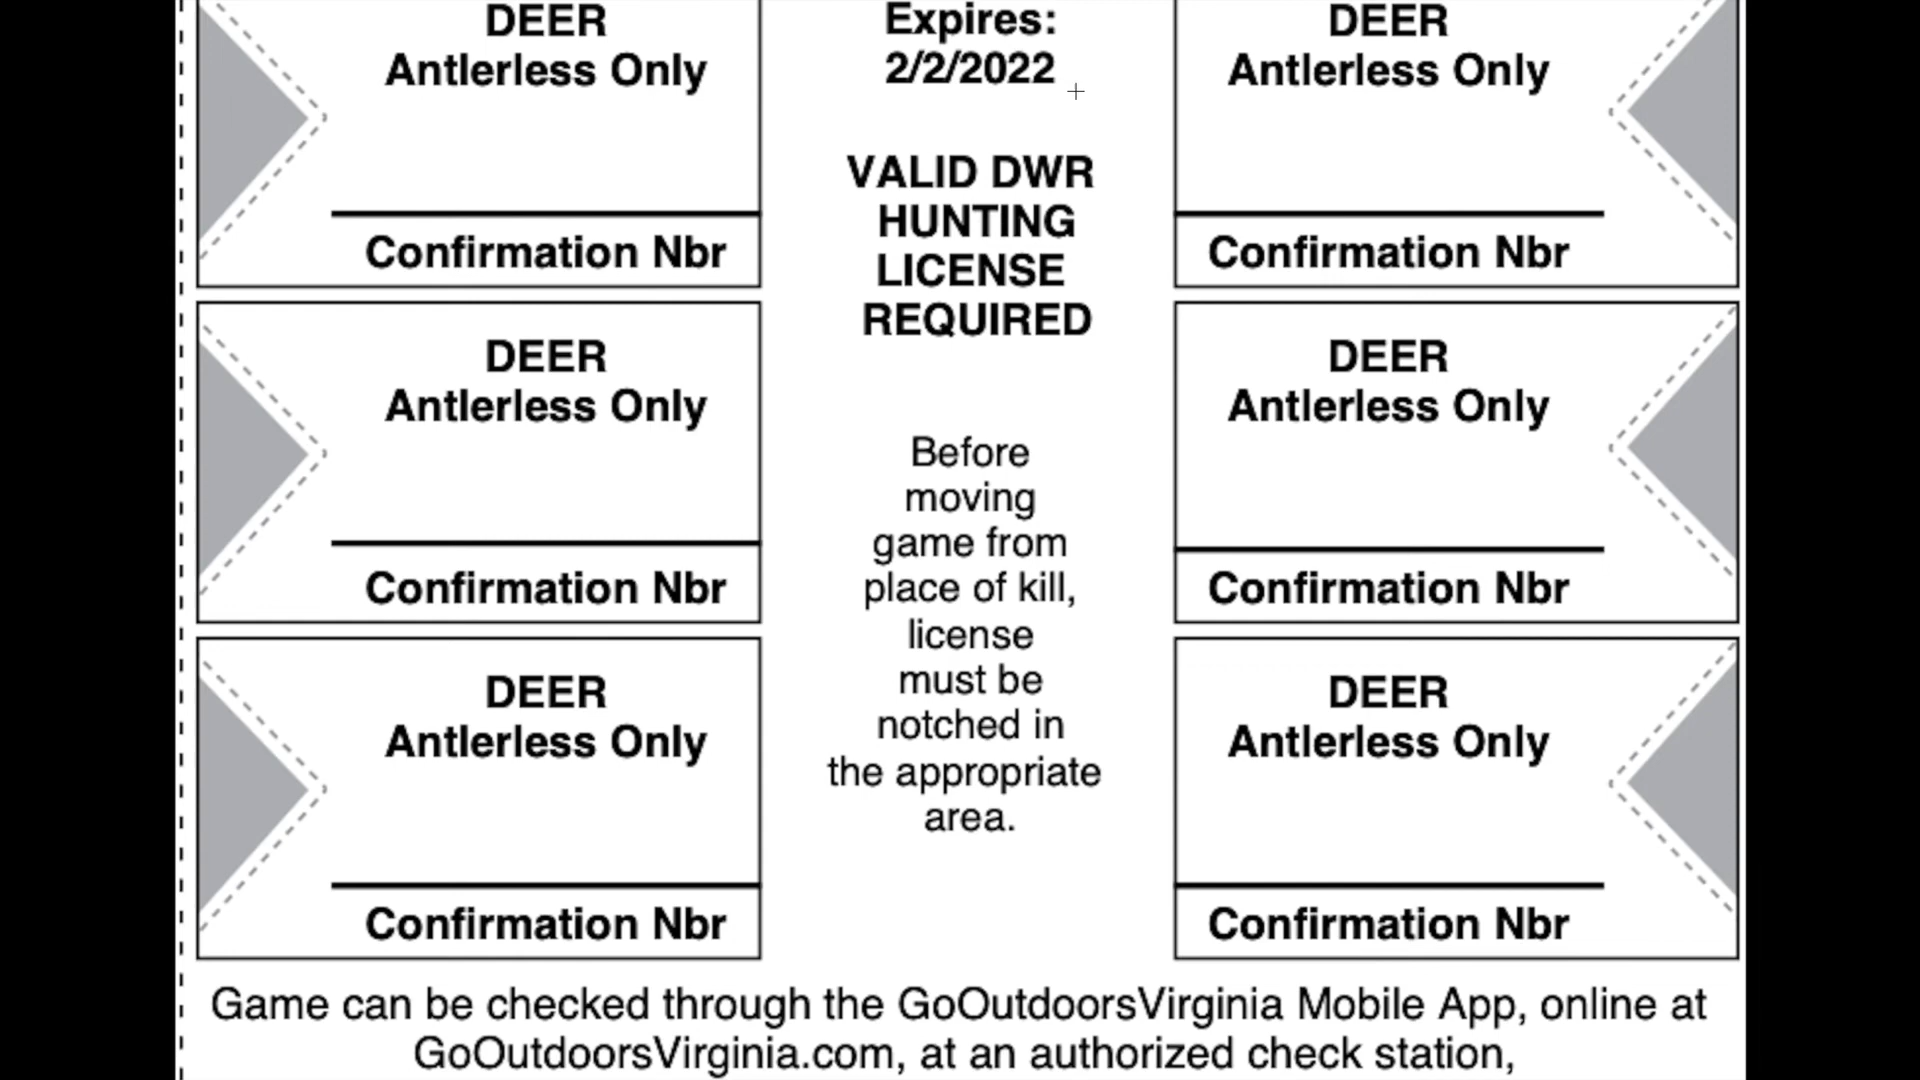 DEER
Antlerless Only
Confirmation Nbr
DEER
Antlerless Only
Confirmation Nbr
DEER
Antlerless Only
Confirmation Nbr
Expires:
2/2/2022
VALID DWR
HUNTING
LICENSE
REQUIRED
Before
moving
game from
place of kill,
license
must be
notched in
the appropriate
area.
DEER
Antlerless Only
Confirmation Nbr
DEER
Antlerless Only
Confirmation Nbr
DEER
Antlerless Only
Confirmation Nbr
Game can be checked through the GoOutdoorsVirginia Mobile App, online at
GoOutdoorsVirginia.com, at an authorized check station,